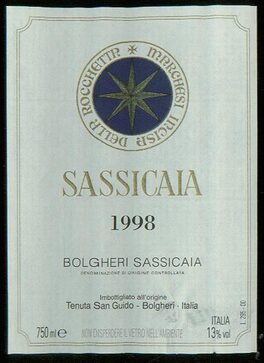 MARCHESI INCISA DELLA ROCCHETTA
SASSICAIA
1998
BOLGHERI SASSICAIA
DENOMINAZIONE DI ORIGINE CONTROLLATA
Imbottigliato all'origine
Tenuta San Guido - Bolgheri - Italia
ITALIA
750 ml e
NON DISPERDERE IL VETRO NELL'AMBIENTE
13% vol